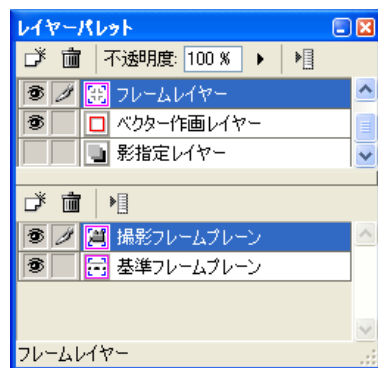 レイヤーパレット
不透明度: 100 %
フレームレイヤー
ベクター作画レイヤー
影指定レイヤー
撮影フレームプレーン
基準フレームプレーン
フレームレイヤー